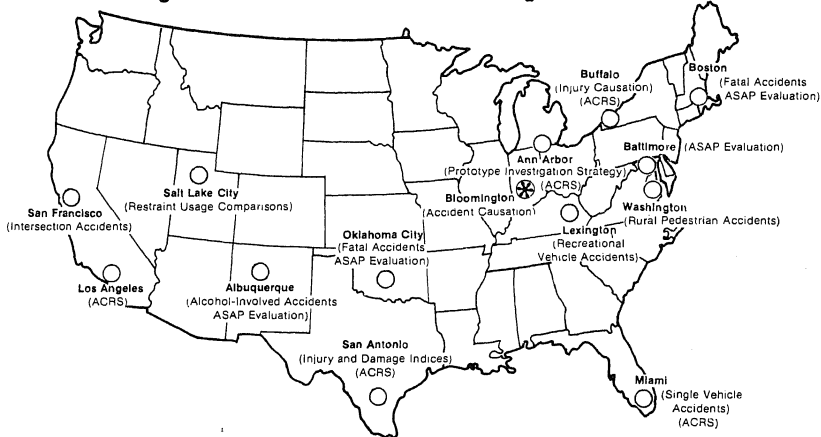 Boston
(Fatal Accidents
ASAP Evaluation)
Buffalo
(Injury Causation)
(ACRS)
Baltimore (ASAP Evaluation)
Ann Arbor
(Prototype Investigation Strategy)
(ACRS)
Bloomington
(Accident Causation)
Washington
(Rural Pedestrian Accidents)
Lexington
(Recreational
Vehicle Accidents)
Salt Lake City
(Restraint Usage Comparisons)
San Francisco
(Intersection Accidents)
Oklahoma City
(Fatal Accidents
ASAP Evaluation)
Los Angeles
(ACRS)
Albuquerque
(Alcohol-Involved Accidents
ASAP Evaluation)
San Antonio
(Injury and Damage Indices)
(ACRS)
Miami
(Single Vehicle
Accidents)
(ACRS)